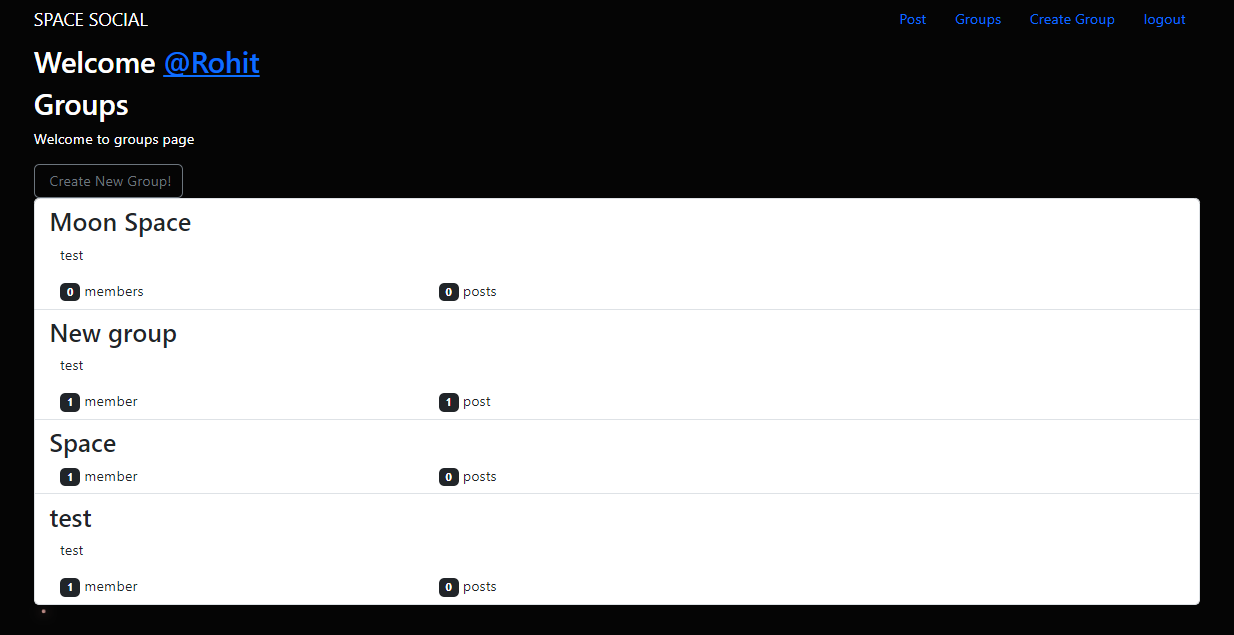 SPACE SOCIAL Post Groups Create Group logout
Welcome @Rohit
Groups
Welcome to groups page
Create New Group!
Moon Space
test
0 members 0 posts
New group
test
1 member 1 post
Space
1 member 0 posts
test
test
1 member 0 posts